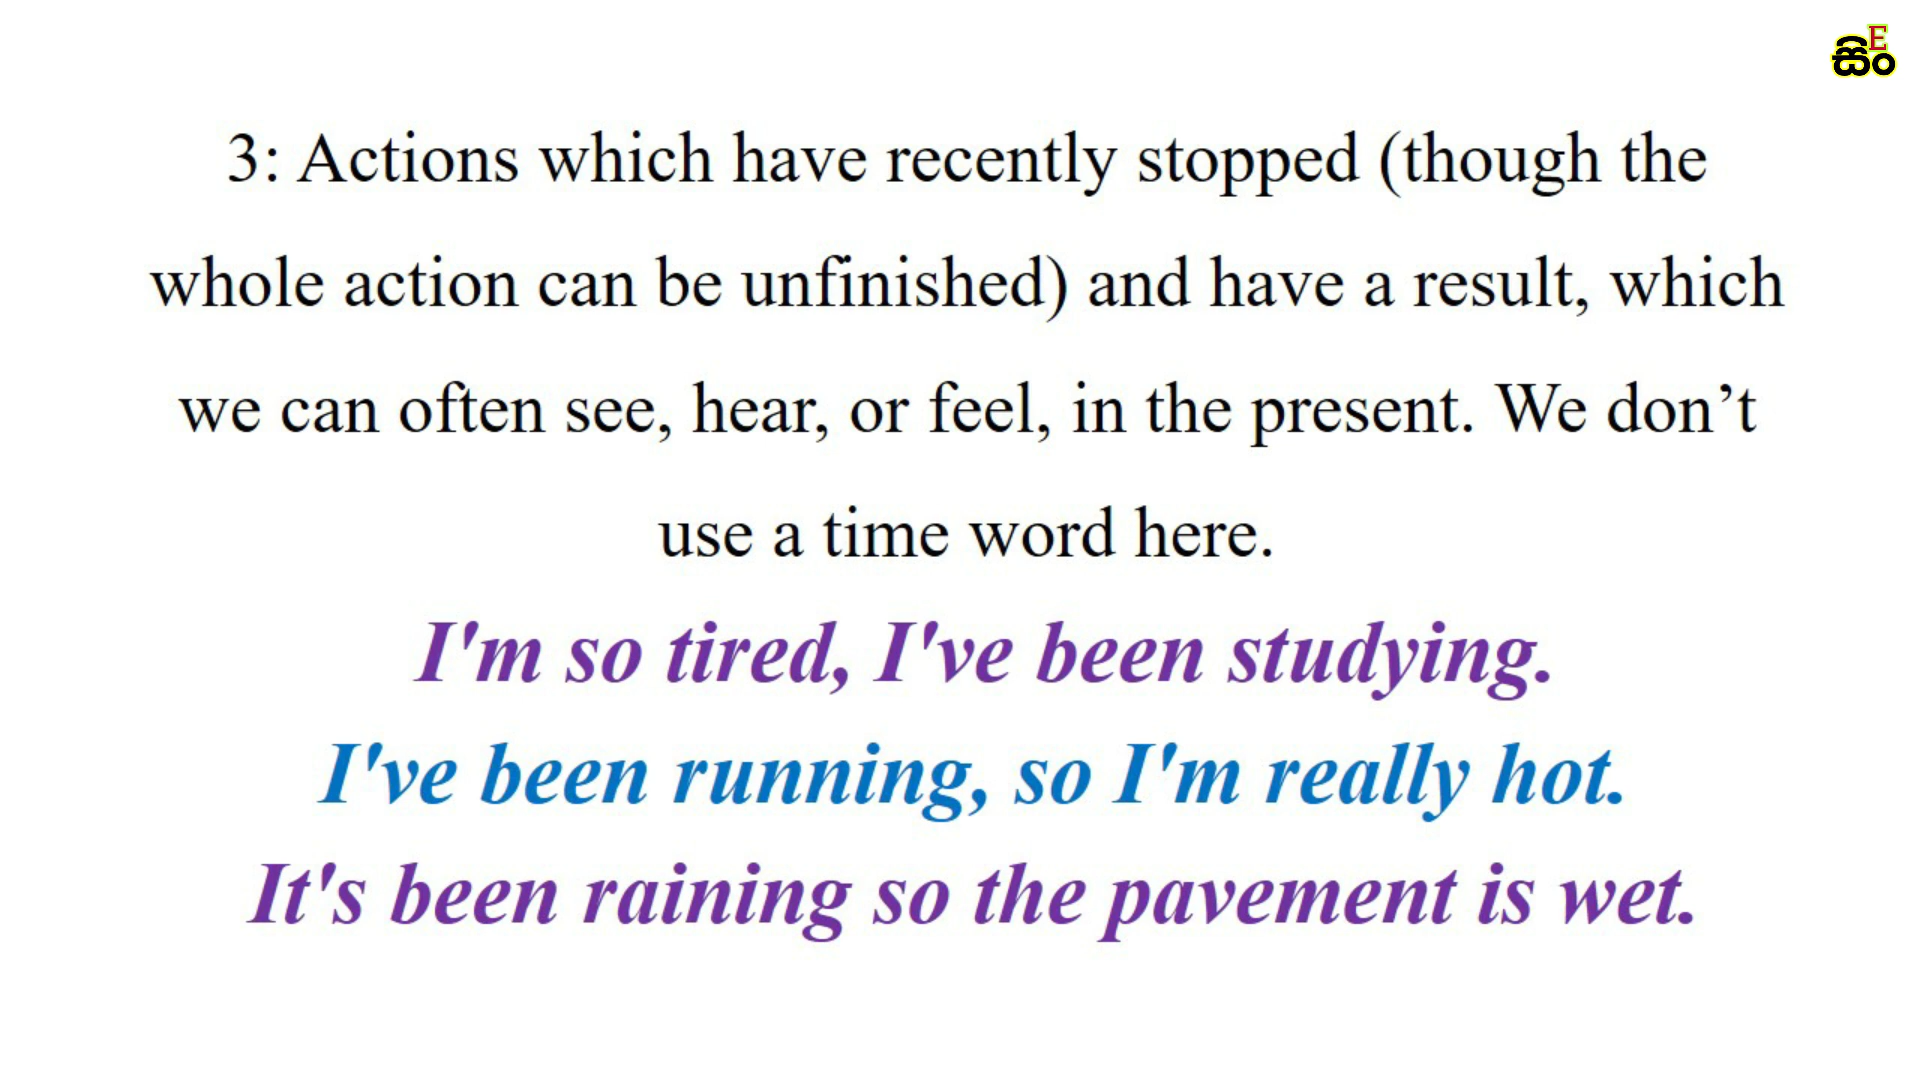 සිං
E
3: Actions which have recently stopped (though the
whole action can be unfinished) and have a result, which
we can often see, hear, or feel, in the present. We don’t
use a time word here.
I'm so tired, I've been studying.
I've been running, so I'm really hot.
It's been raining so the pavement is wet.